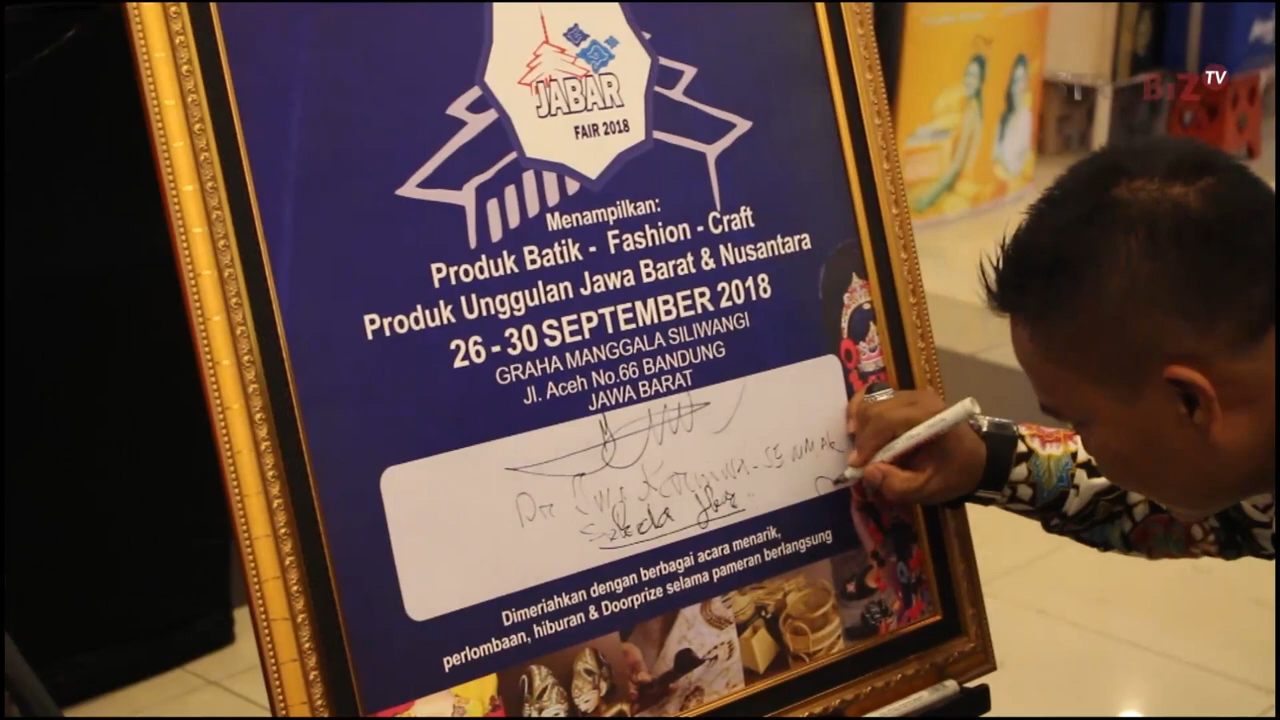 BiZ TV
JABAR
FAIR 2018
Menampilkan:
Produk Batik - Fashion - Craft
Produk Unggulan Jawa Barat & Nusantara
26 - 30 SEPTEMBER 2018
GRAHA MANGGALA SILIWANGI
Jl. Aceh No.66 BANDUNG
JAWA BARAT
Dr
Dimeriahkan dengan berbagai acara menarik,
perlombaan, hiburan & Doorprize selama pameran berlangsung